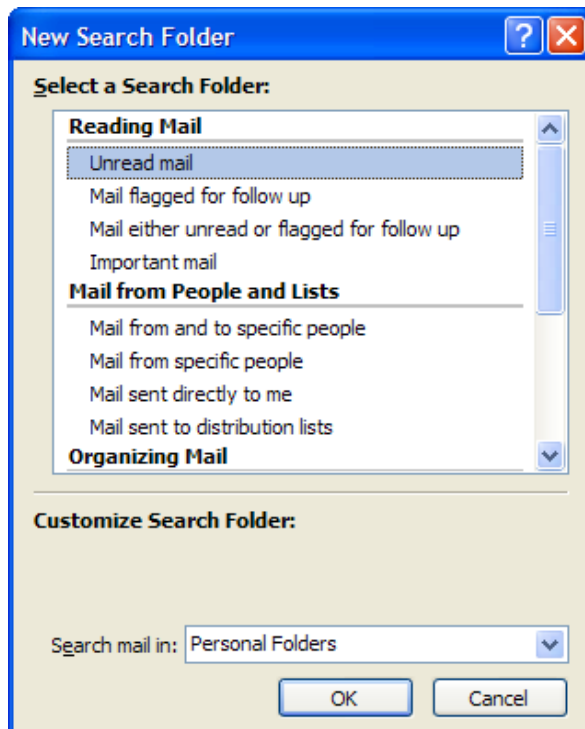 New Search Folder
Select a Search Folder:
Reading Mail
Unread mail
Mail flagged for follow up
Mail either unread or flagged for follow up
Important mail
Mail from People and Lists
Mail from and to specific people
Mail from specific people
Mail sent directly to me
Mail sent to distribution lists
Organizing Mail
Customize Search Folder:
Search mail in: Personal Folders
OK Cancel